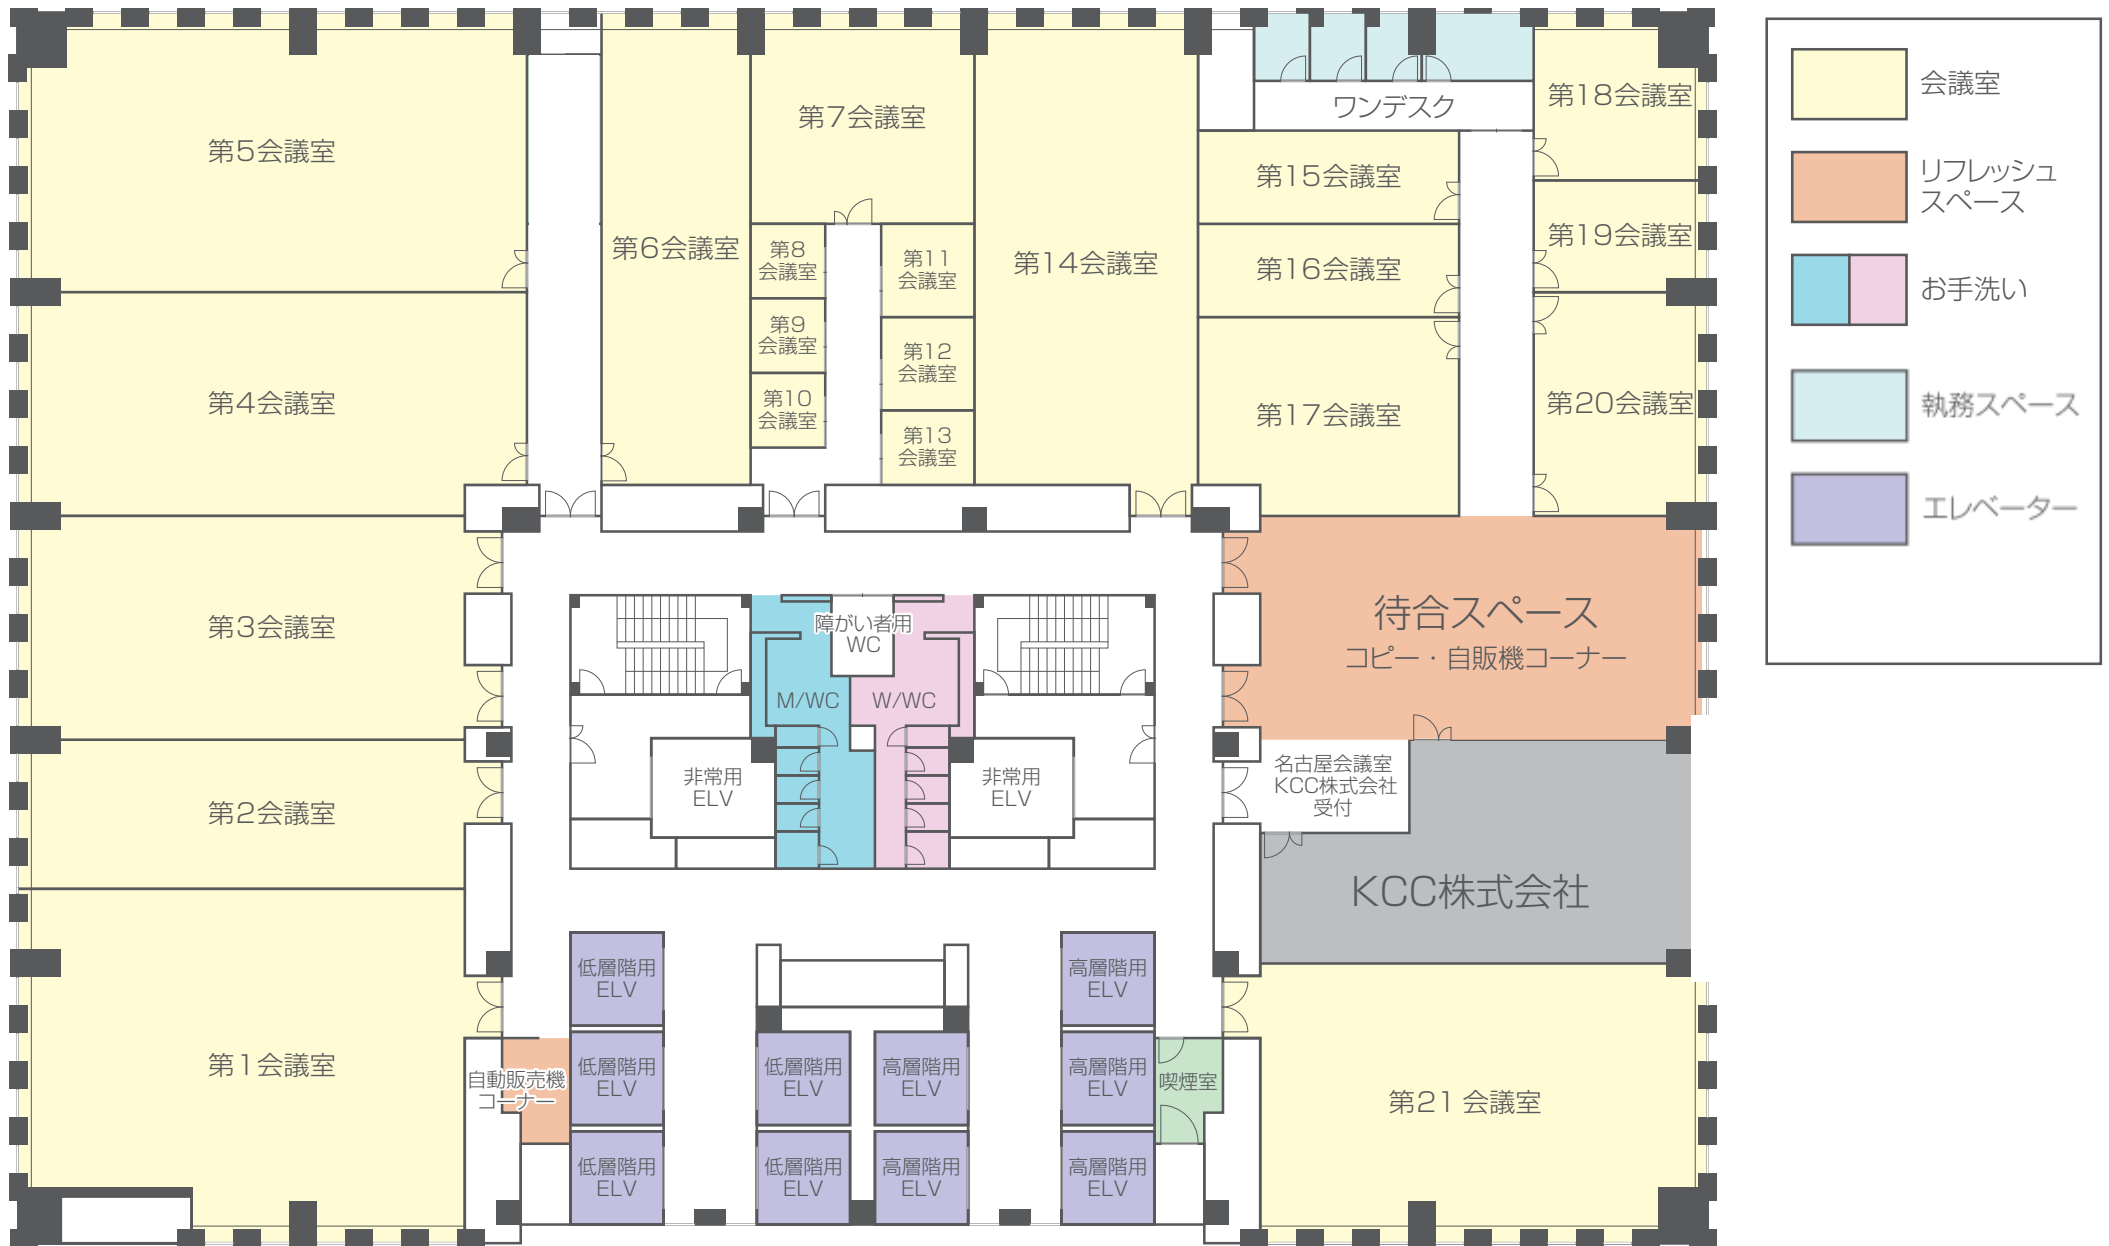 第5会議室
第4会議室
第3会議室
第2会議室
第1会議室
第6会議室
第7会議室
第8
会議室
第9
会議室
第10
会議室
第11
会議室
第12
会議室
第13
会議室
第14会議室
ワンデスク
第15会議室
第16会議室
第17会議室
第18会議室
第19会議室
第20会議室
待合スペース
コピー・自販機コーナー
名古屋会議室
KCC株式会社
受付
KCC株式会社
第21会議室
障がい者用
WC
M/WC
W/WC
非常用
ELV
非常用
ELV
低層階用
ELV
低層階用
ELV
低層階用
ELV
低層階用
ELV
低層階用
ELV
高層階用
ELV
高層階用
ELV
高層階用
ELV
高層階用
ELV
高層階用
ELV
自動販売機
コーナー
喫煙室
会議室
リフレッシュ
スペース
お手洗い
執務スペース
エレベーター